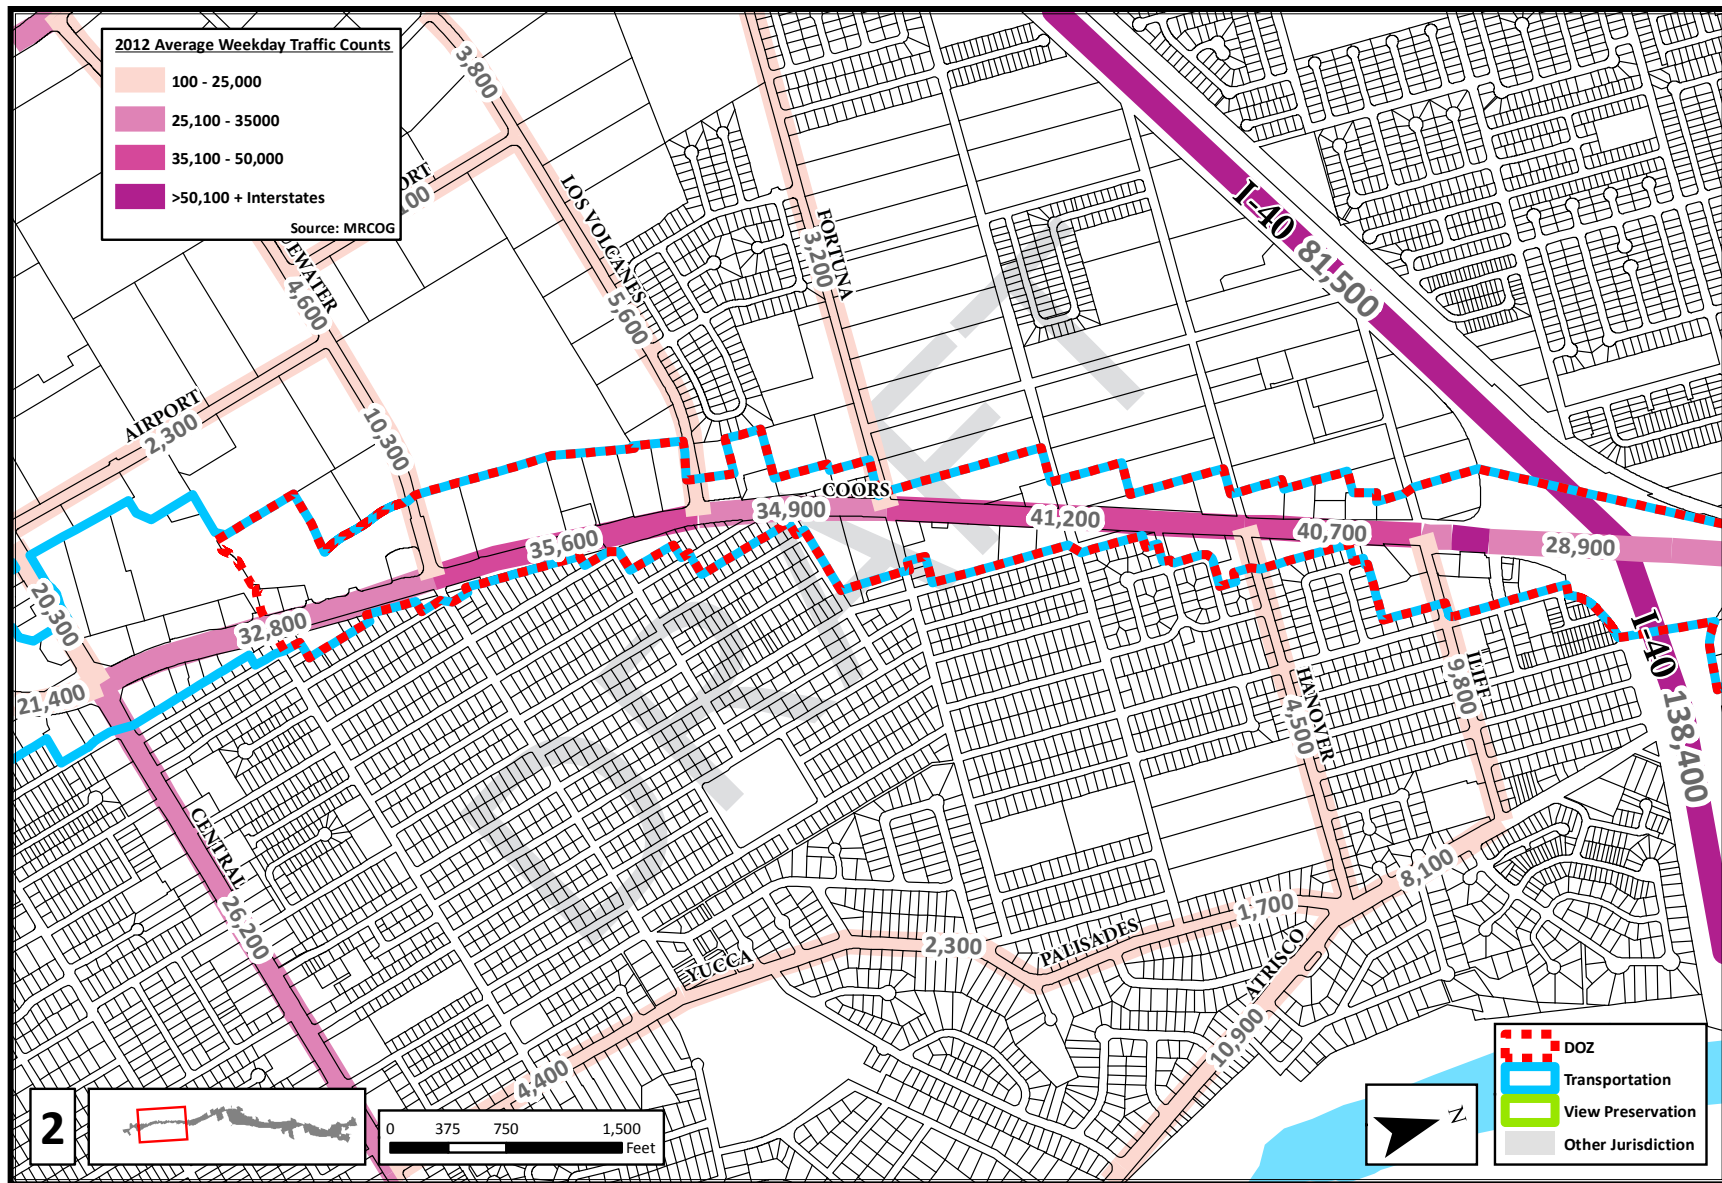 2012 Average Weekday Traffic Counts
100 - 25,000
25,100 - 35000
35,100 - 50,000
>50,100 + Interstates
Source: MRCOG
3,800
ORT
100
EWATER
4,600
LOS VOLCANES
5,600
FORTUNA
3,200
I-40 81,500
AIRPORT
2,300
10,300
COORS
34,900
35,600
41,200
40,700
28,900
20,300
32,800
21,400
I-40 138,400
HANOVER
4,500
ILIFF
9,800
CENTRAL
26,200
8,100
1,700
PALISADES
2,300
YUCCA
ATRISCO
10,900
4,400
DRAFT
2
0 375 750 1,500
Feet
N
DOZ
Transportation
View Preservation
Other Jurisdiction